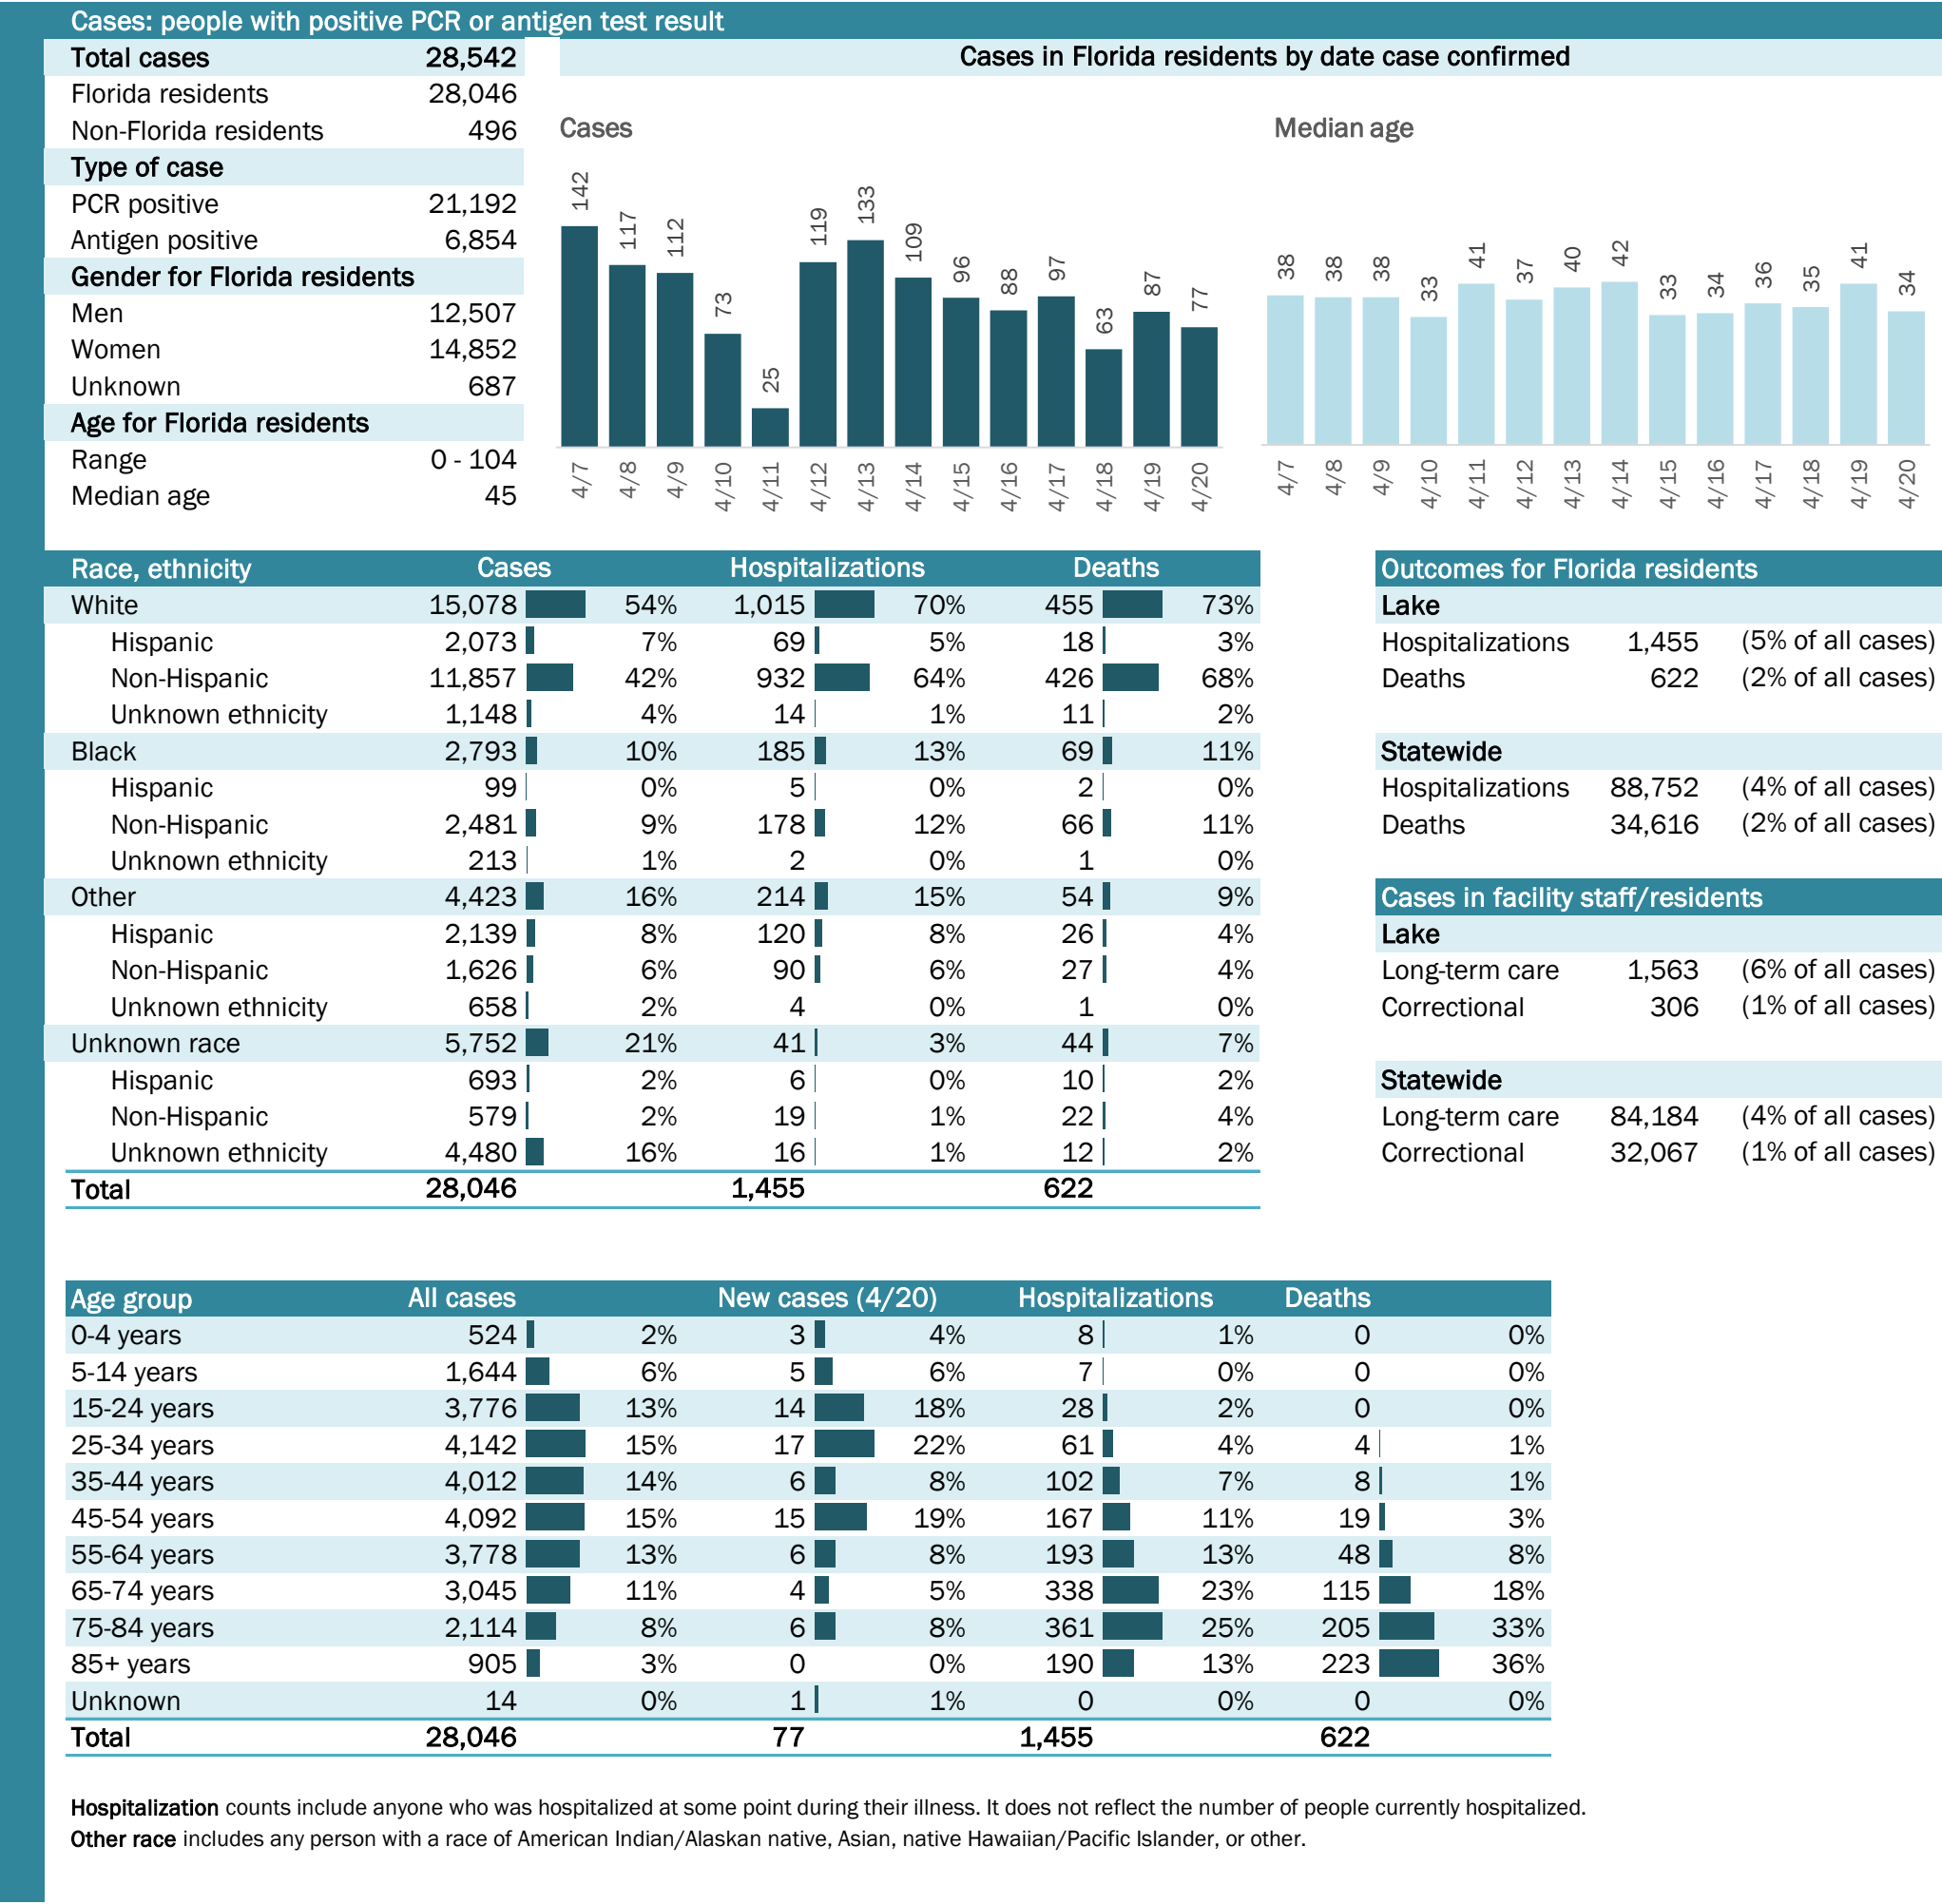 Cases: people with positive PCR or antigen test result
Total cases 28,542
Florida residents 28,046
Non-Florida residents 496
Type of case
PCR positive 21,192
Antigen positive 6,854
Gender for Florida residents
Men 12,507
Women 14,852
Unknown 687
Age for Florida residents
Range 0 - 104
Median age 45
Cases in Florida residents by date case confirmed
Cases
142 117 112 73 25 119 133 109 96 88 97 63 87 77
4/7 4/8 4/9 4/10 4/11 4/12 4/13 4/14 4/15 4/16 4/17 4/18 4/19 4/20
Median age
38 38 38 33 41 37 40 42 33 34 36 35 41 34
4/7 4/8 4/9 4/10 4/11 4/12 4/13 4/14 4/15 4/16 4/17 4/18 4/19 4/20
Race, ethnicity Cases Hospitalizations Deaths
White 15,078 54% 1,015 70% 455 73%
Hispanic 2,073 7% 69 5% 18 3%
Non-Hispanic 11,857 42% 932 64% 426 68%
Unknown ethnicity 1,148 4% 14 1% 11 2%
Black 2,793 10% 185 13% 69 11%
Hispanic 99 0% 5 0% 2 0%
Non-Hispanic 2,481 9% 178 12% 66 11%
Unknown ethnicity 213 1% 2 0% 1 0%
Other 4,423 16% 214 15% 54 9%
Hispanic 2,139 8% 120 8% 26 4%
Non-Hispanic 1,626 6% 90 6% 27 4%
Unknown ethnicity 658 2% 4 0% 1 0%
Unknown race 5,752 21% 41 3% 44 7%
Hispanic 693 2% 6 0% 10 2%
Non-Hispanic 579 2% 19 1% 22 4%
Unknown ethnicity 4,480 16% 16 1% 12 2%
Total 28,046 1,455 622
Outcomes for Florida residents
Lake
Hospitalizations 1,455 (5% of all cases)
Deaths 622 (2% of all cases)
Statewide
Hospitalizations 88,752 (4% of all cases)
Deaths 34,616 (2% of all cases)
Cases in facility staff/residents
Lake
Long-term care 1,563 (6% of all cases)
Correctional 306 (1% of all cases)
Statewide
Long-term care 84,184 (4% of all cases)
Correctional 32,067 (1% of all cases)
Age group All cases New cases (4/20) Hospitalizations Deaths
0-4 years 524 2% 3 4% 8 1% 0 0%
5-14 years 1,644 6% 5 6% 7 0% 0 0%
15-24 years 3,776 13% 14 18% 28 2% 0 0%
25-34 years 4,142 15% 17 22% 61 4% 4 1%
35-44 years 4,012 14% 6 8% 102 7% 8 1%
45-54 years 4,092 15% 15 19% 167 11% 19 3%
55-64 years 3,778 13% 6 8% 193 13% 48 8%
65-74 years 3,045 11% 4 5% 338 23% 115 18%
75-84 years 2,114 8% 6 8% 361 25% 205 33%
85+ years 905 3% 0 0% 190 13% 223 36%
Unknown 14 0% 1 1% 0 0% 0 0%
Total 28,046 77 1,455 622
Hospitalization counts include anyone who was hospitalized at some point during their illness. It does not reflect the number of people currently hospitalized.
Other race includes any person with a race of American Indian/Alaskan native, Asian, native Hawaiian/Pacific Islander, or other.